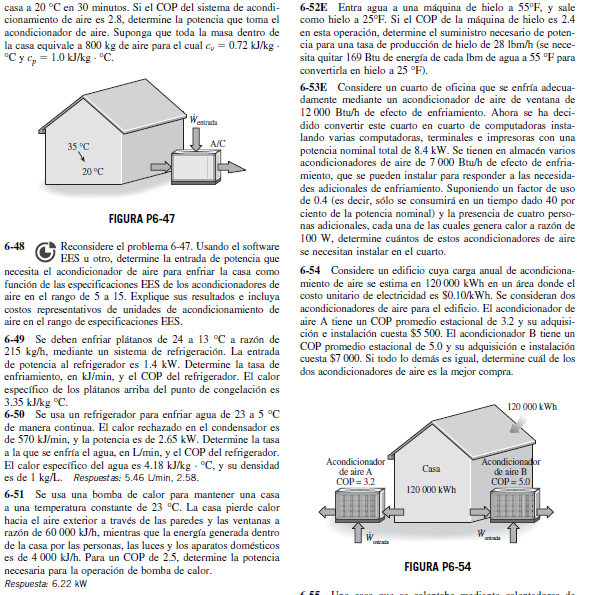 casa a 20 °C en 30 minutos. Si el COP del sistema de acondi-
cionamiento de aire es 2.8, determine la potencia que toma el
acondicionador de aire. Suponga que toda la masa dentro de
la casa equivale a 800 kg de aire para el cual cv = 0.72 kJ/kg ·
°C y cp = 1.0 kJ/kg · °C.
Ẇentrada
A/C
35 °C
20 °C
FIGURA P6-47
6-48 Reconsidere el problema 6-47. Usando el software
EES u otro, determine la entrada de potencia que
necesita el acondicionador de aire para enfriar la casa como
función de las especificaciones EES de los acondicionadores de
aire en el rango de 5 a 15. Explique sus resultados e incluya
costos representativos de unidades de acondicionamiento de
aire en el rango de especificaciones EES.
6-49 Se deben enfriar plátanos de 24 a 13 °C a razón de
215 kg/h, mediante un sistema de refrigeración. La entrada
de potencia al refrigerador es 1.4 kW. Determine la tasa de
enfriamiento, en kJ/min, y el COP del refrigerador. El calor
específico de los plátanos arriba del punto de congelación es
3.35 kJ/kg °C.
6-50 Se usa un refrigerador para enfriar agua de 23 a 5 °C
de manera continua. El calor rechazado en el condensador es
de 570 kJ/min, y la potencia es de 2.65 kW. Determine la tasa
a la que se enfría el agua, en L/min, y el COP del refrigerador.
El calor específico del agua es 4.18 kJ/kg · °C, y su densidad
es de 1 kg/L. Respuestas: 5.46 L/min, 2.58.
6-51 Se usa una bomba de calor para mantener una casa
a una temperatura constante de 23 °C. La casa pierde calor
hacia el aire exterior a través de las paredes y las ventanas a
razón de 60 000 kJ/h, mientras que la energía generada dentro
de la casa por las personas, las luces y los aparatos domésticos
es de 4 000 kJ/h. Para un COP de 2.5, determine la potencia
necesaria para la operación de bomba de calor.
Respuesta: 6.22 kW
6-52E Entra agua a una máquina de hielo a 55°F, y sale
como hielo a 25°F. Si el COP de la máquina de hielo es 2.4
en esta operación, determine el suministro necesario de poten-
cia para una tasa de producción de hielo de 28 lbm/h (se nece-
sita quitar 169 Btu de energía de cada lbm de agua a 55 °F para
convertirla en hielo a 25 °F).
6-53E Considere un cuarto de oficina que se enfría adecua-
damente mediante un acondicionador de aire de ventana de
12 000 Btu/h de efecto de enfriamiento. Ahora se ha deci-
dido convertir este cuarto en cuarto de computadoras insta-
lando varias computadoras, terminales e impresoras con una
potencia nominal total de 8.4 kW. Se tienen en almacén varios
acondicionadores de aire de 7 000 Btu/h de efecto de enfria-
miento, que se pueden instalar para responder a las necesida-
des adicionales de enfriamiento. Suponiendo un factor de uso
de 0.4 (es decir, sólo se consumirá en un tiempo dado 40 por
ciento de la potencia nominal) y la presencia de cuatro perso-
nas adicionales, cada una de las cuales genera calor a razón de
100 W, determine cuántos de estos acondicionadores de aire
se necesitan instalar en el cuarto.
6-54 Considere un edificio cuya carga anual de acondiciona-
miento de aire se estima en 120 000 kWh en un área donde el
costo unitario de electricidad es $0.10/kWh. Se consideran dos
acondicionadores de aire para el edificio. El acondicionador de
aire A tiene un COP promedio estacional de 3.2 y su adquisi-
ción e instalación cuesta $5 500. El acondicionador B tiene un
COP promedio estacional de 5.0 y su adquisición e instalación
cuesta $7 000. Si todo lo demás es igual, determine cuál de los
dos acondicionadores de aire es la mejor compra.
120 000 kWh
Acondicionador
de aire A
COP = 3.2
Casa
120 000 kWh
Acondicionador
de aire B
COP = 5.0
Ẇentrada
Ẇentrada
FIGURA P6-54